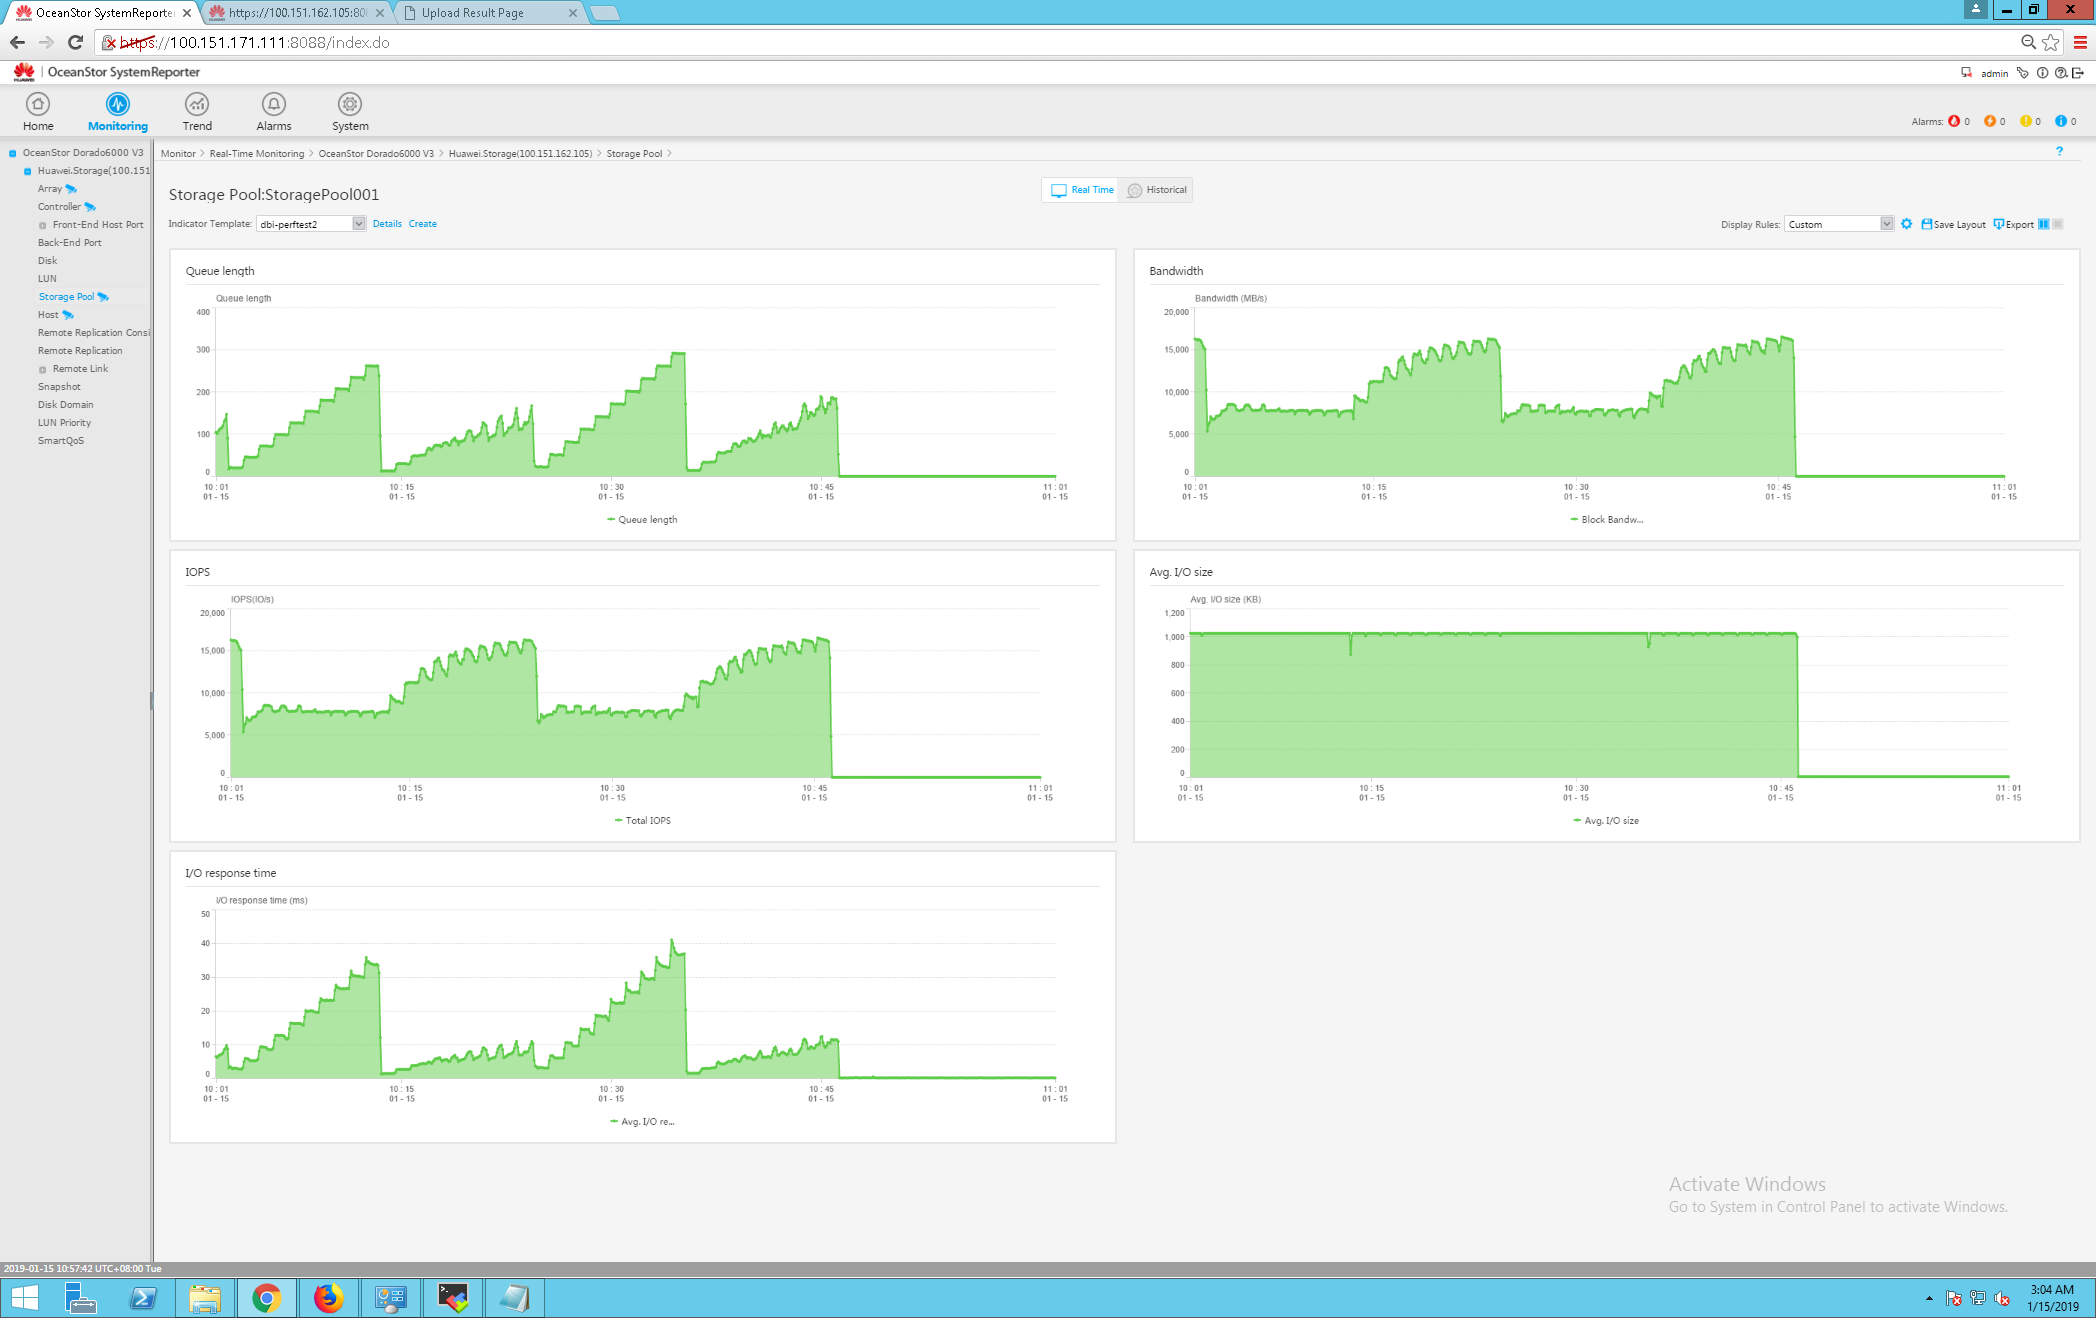 OceanStor SystemReporte
https://100.151.162.105:80
Upload Result Page
https://100.151.171.111:8088/index.do
HUAWEI
OceanStor SystemReporter
admin
Home
Monitoring
Trend
Alarms
System
Alarms: 0 0 0 0
OceanStor Dorado6000 V3
Huawei.Storage(100.151
Array
Controller
Front-End Host Port
Back-End Port
Disk
LUN
Storage Pool
Host
Remote Replication Consi
Remote Replication
Remote Link
Snapshot
Disk Domain
LUN Priority
SmartQoS
Monitor > Real-Time Monitoring > OceanStor Dorado6000 V3 > Huawei.Storage(100.151.162.105) > Storage Pool >
?
Storage Pool:StoragePool001
Real Time
Historical
Indicator Template: dbi-perftest2 Details Create
Display Rules: Custom Save Layout Export
Queue length
Queue length
400
300
200
100
0
10 : 01 10 : 15 10 : 30 10 : 45 11 : 01
01 - 15 01 - 15 01 - 15 01 - 15 01 - 15
Queue length
Bandwidth
Bandwidth (MB/s)
20,000
15,000
10,000
5,000
0
10 : 01 10 : 15 10 : 30 10 : 45 11 : 01
01 - 15 01 - 15 01 - 15 01 - 15 01 - 15
Block Bandw...
IOPS
IOPS(IO/s)
20,000
15,000
10,000
5,000
0
10 : 01 10 : 15 10 : 30 10 : 45 11 : 01
01 - 15 01 - 15 01 - 15 01 - 15 01 - 15
Total IOPS
Avg. I/O size
Avg. I/O size (KB)
1,200
1,000
800
600
400
200
0
10 : 01 10 : 15 10 : 30 10 : 45 11 : 01
01 - 15 01 - 15 01 - 15 01 - 15 01 - 15
Avg. I/O size
I/O response time
I/O response time (ms)
50
40
30
20
10
0
10 : 01 10 : 15 10 : 30 10 : 45 11 : 01
01 - 15 01 - 15 01 - 15 01 - 15 01 - 15
Avg. I/O re...
Activate Windows
Go to System in Control Panel to activate Windows.
2019-01-15 10:57:42 UTC+08:00 Tue
3:04 AM
1/15/2019